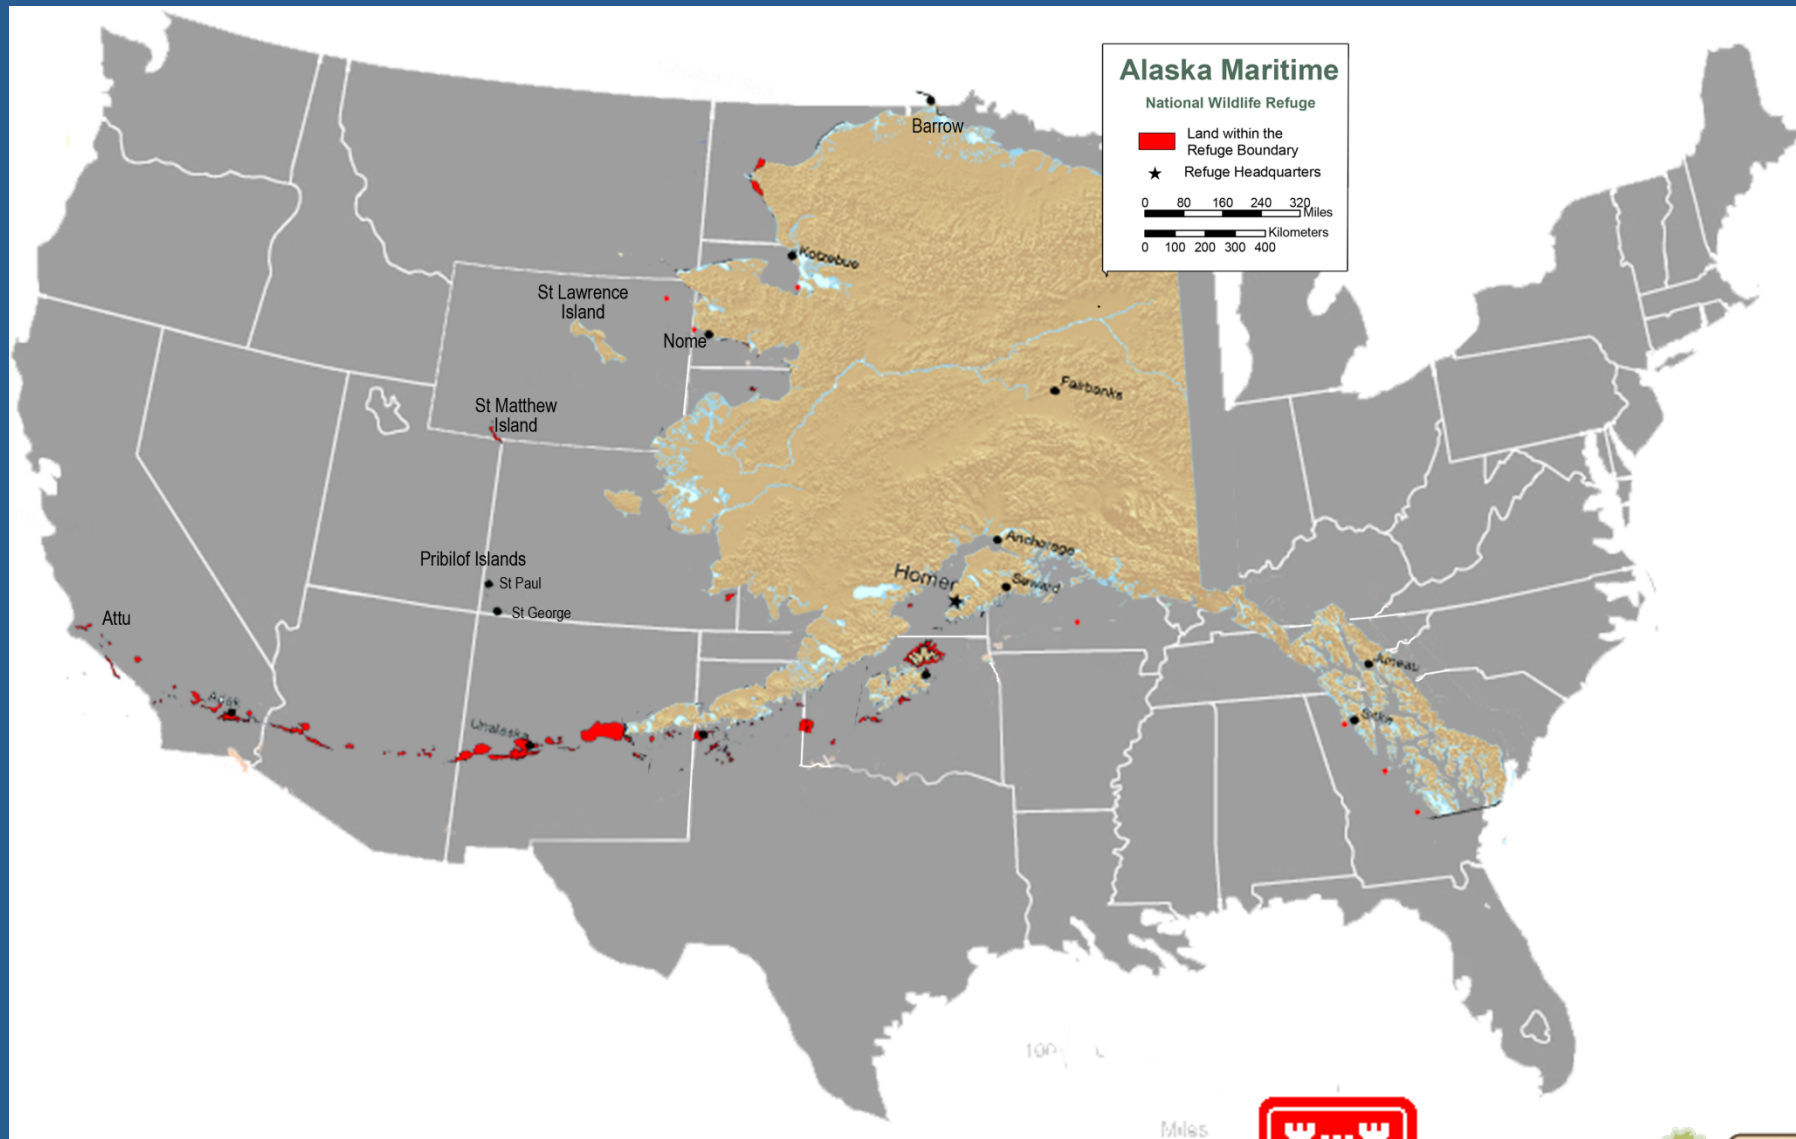 Alaska Maritime
National Wildlife Refuge
Land within the
Refuge Boundary
Refuge Headquarters
0 80 160 240 320
Miles
Kilometers
0 100 200 300 400
Barrow
Kotzebue
St Lawrence
Island
Nome
Fairbanks
St Matthew
Island
Anchorage
Pribilof Islands
Homer
Seward
St Paul
St George
Attu
Juneau
Adak
Sitka
Unalaska
Miles